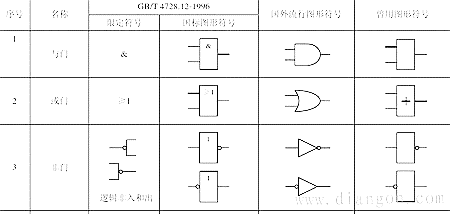 序号 名称 GB/T 4728.12-1996 国外流行图形符号 曾用图形符号
限定符号 国标图形符号
1 与门 & &
2 或门 ≥1 +
3 非门 1
逻辑非入和出 1
www.diangon.com